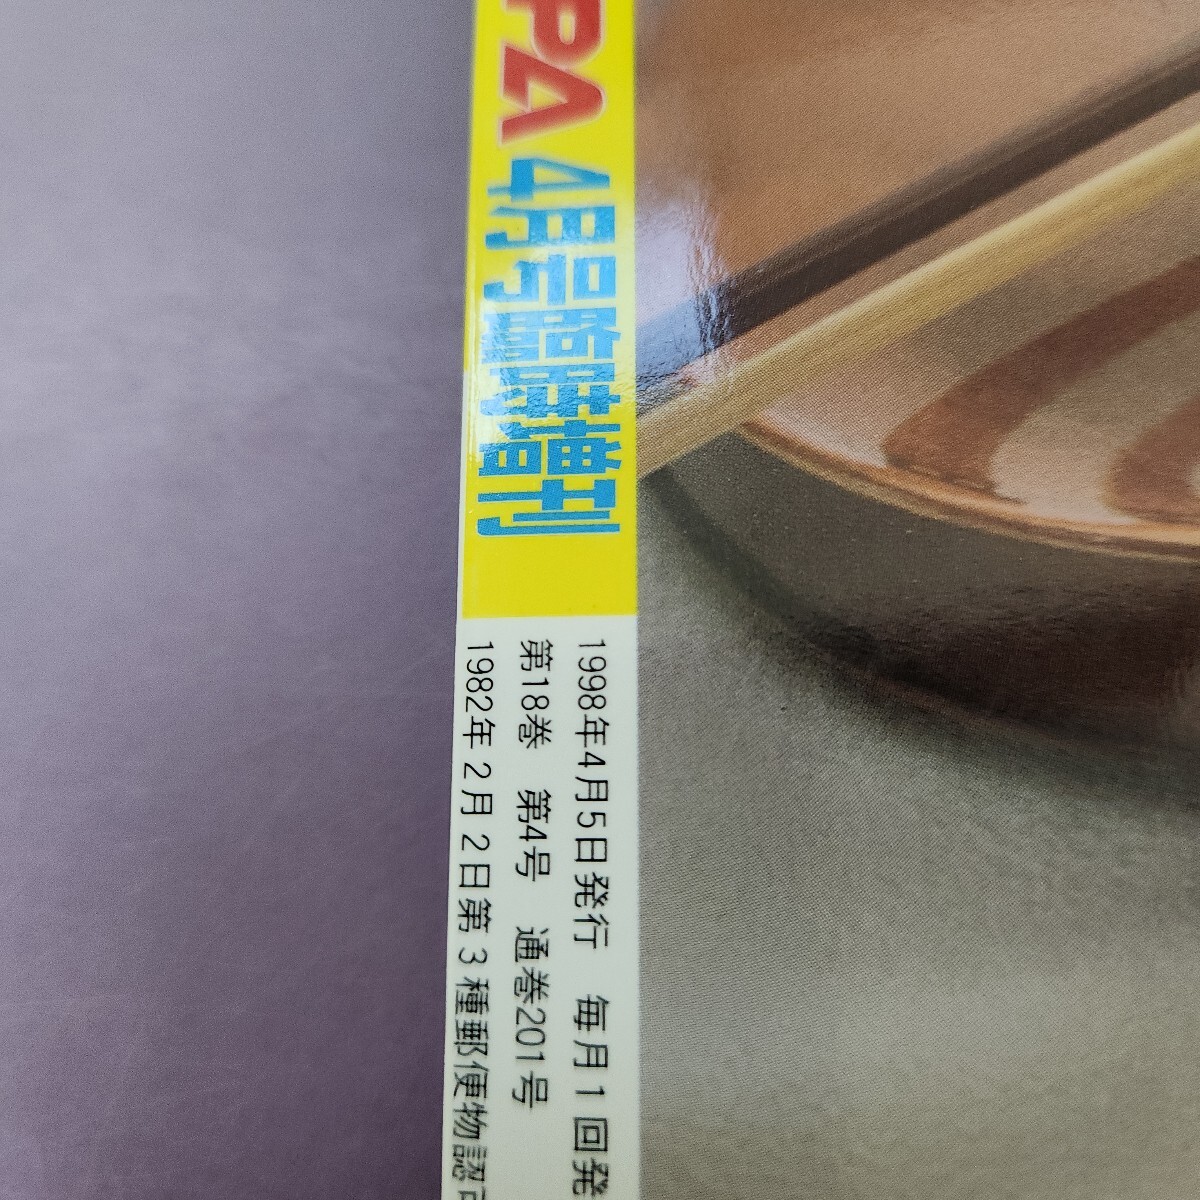 PA 4月号臨時増刊
1998年4月5日発行 毎月1回発
第18巻 第4号 通巻201号
1982年2月2日第3種郵便物認